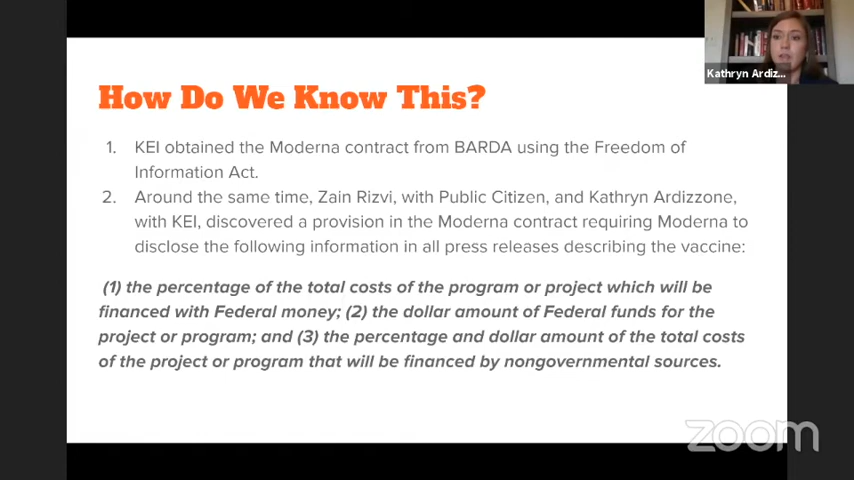 Kathryn Ardiz...
How Do We Know This?
1. KEI obtained the Moderna contract from BARDA using the Freedom of
Information Act.
2. Around the same time, Zain Rizvi, with Public Citizen, and Kathryn Ardizzone,
with KEI, discovered a provision in the Moderna contract requiring Moderna to
disclose the following information in all press releases describing the vaccine:
(1) the percentage of the total costs of the program or project which will be
financed with Federal money; (2) the dollar amount of Federal funds for the
project or program; and (3) the percentage and dollar amount of the total costs
of the project or program that will be financed by nongovernmental sources.
zoom